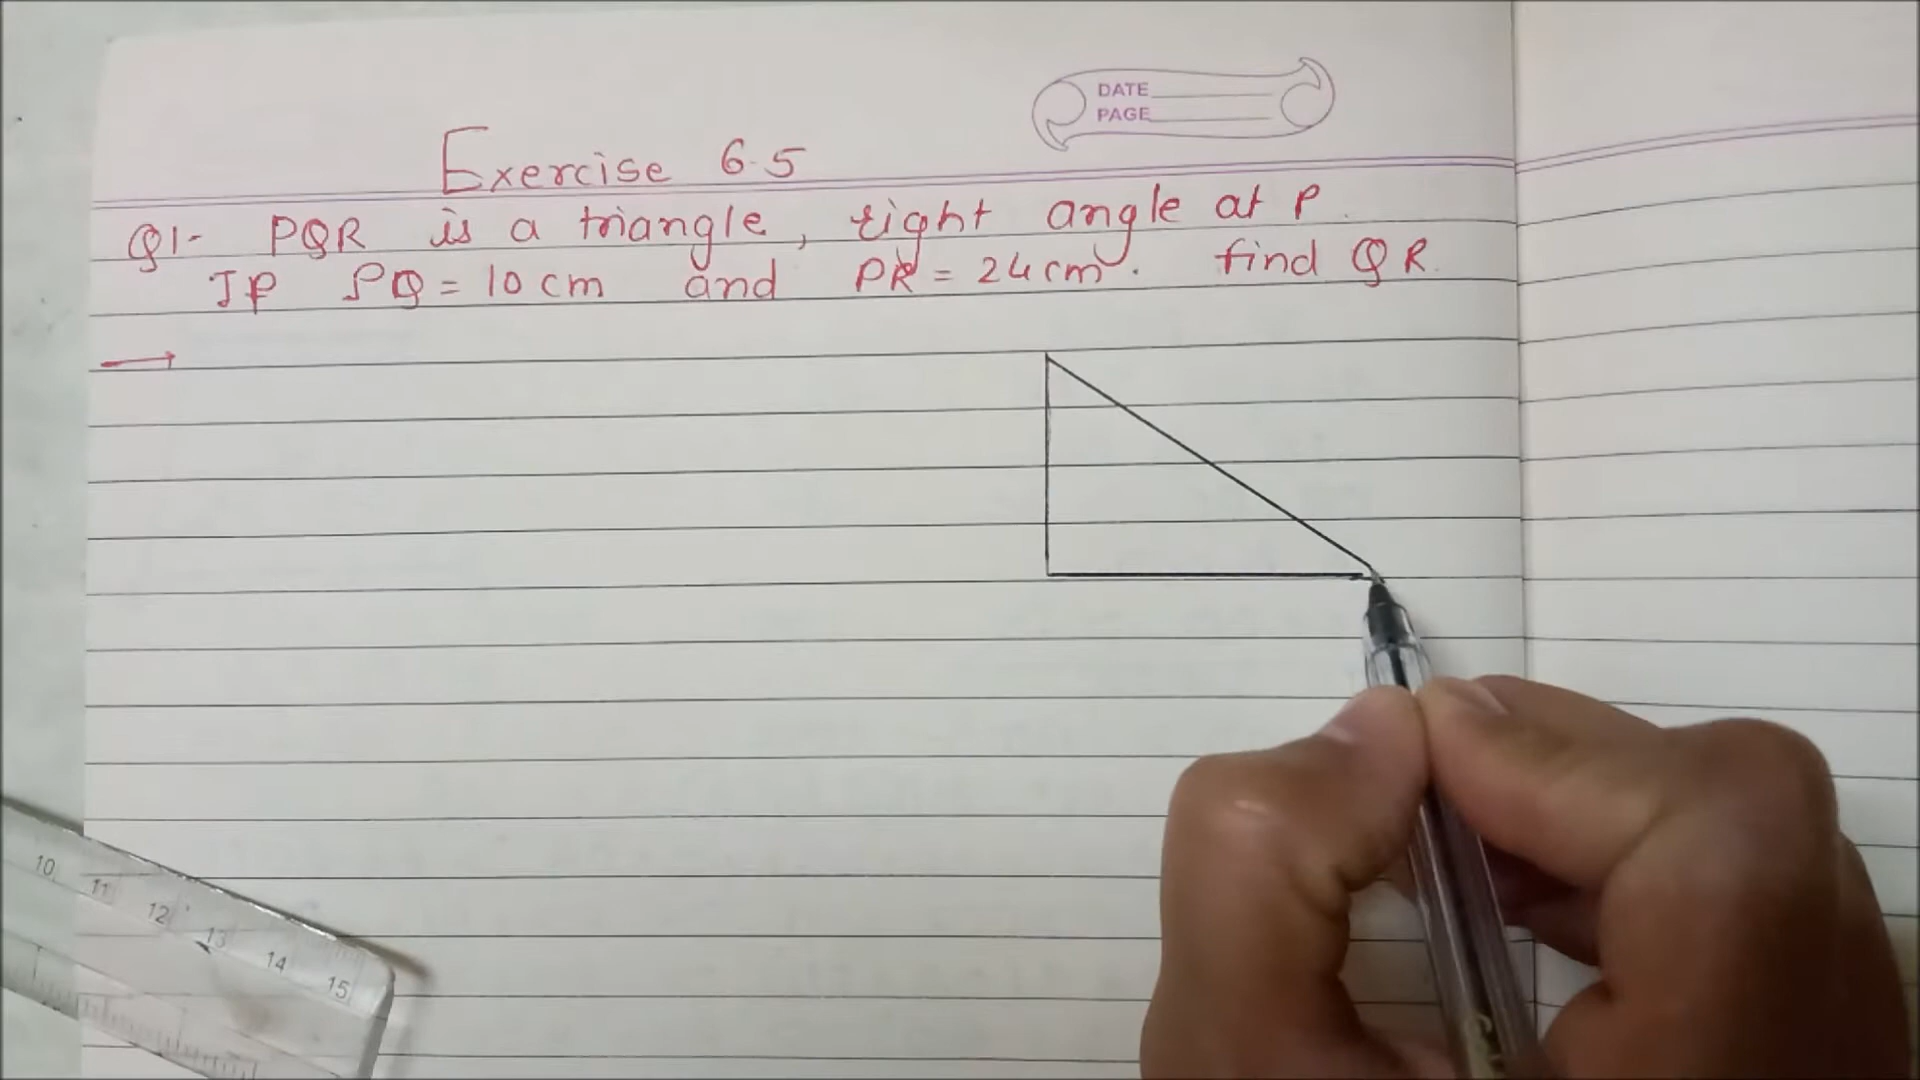 DATE
PAGE
Exercise 6.5
Q1- PQR is a triangle, right angle at P.
If PQ = 10 cm and PR = 24 cm. find QR.
10 11 12 13 14 15